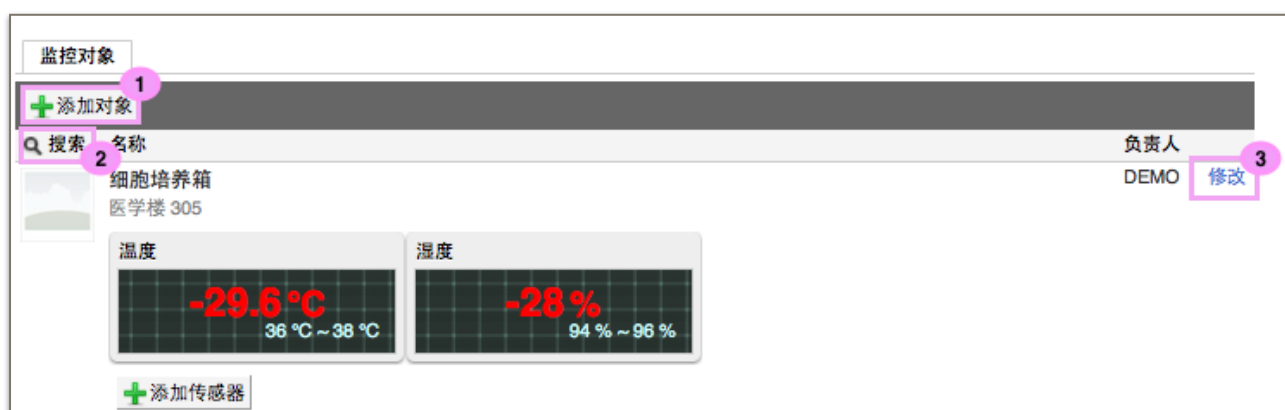 监控对象
1
添加对象
搜索 2 名称 负责人 3
细胞培养箱 DEMO 修改
医学楼 305
温度 湿度
-29.6 °C -28 %
36 °C ~ 38 °C 94 % ~ 96 %
添加传感器